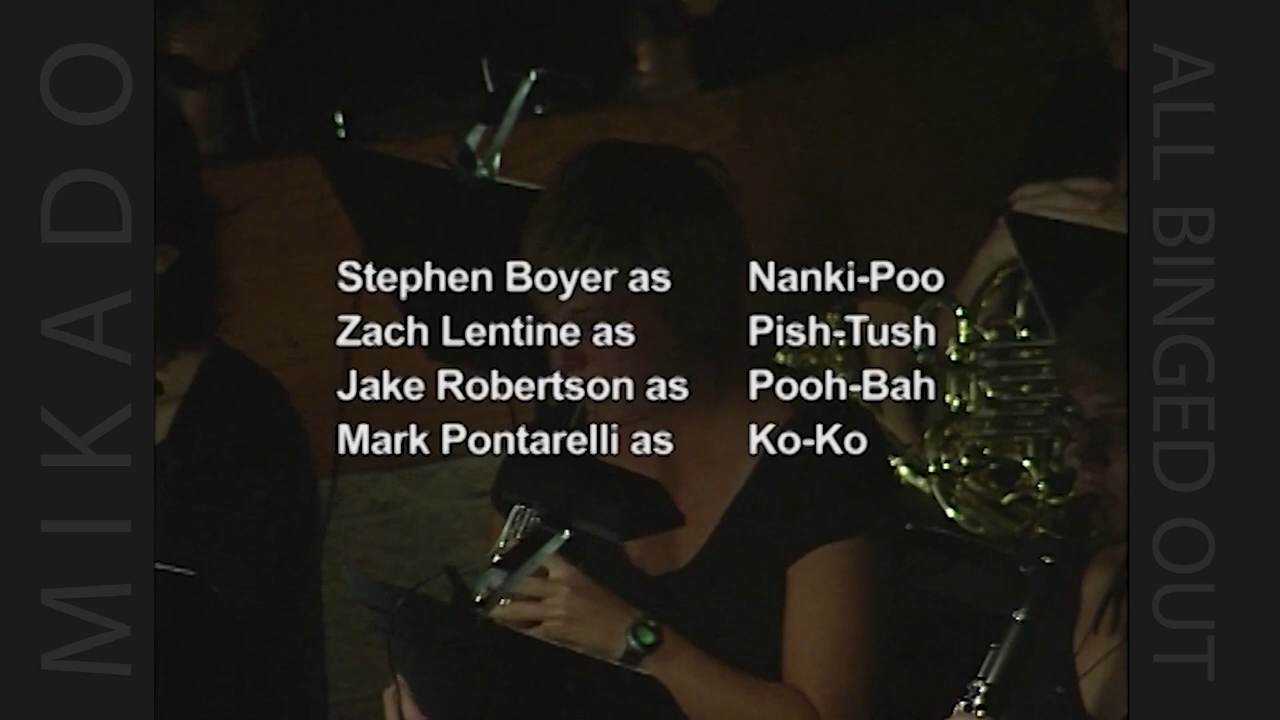 MIKADO
Stephen Boyer as Nanki-Poo
Zach Lentine as Pish-Tush
Jake Robertson as Pooh-Bah
Mark Pontarelli as Ko-Ko
ALL BINGED OUT